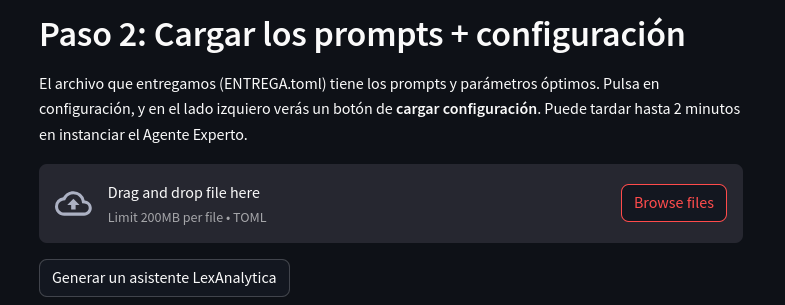 Paso 2: Cargar los prompts + configuración
El archivo que entregamos (ENTREGA.toml) tiene los prompts y parámetros óptimos. Pulsa en
configuración, y en el lado izquiero verás un botón de cargar configuración. Puede tardar hasta 2 minutos
en instanciar el Agente Experto.
Drag and drop file here
Limit 200MB per file • TOML
Browse files
Generar un asistente LexAnalytica